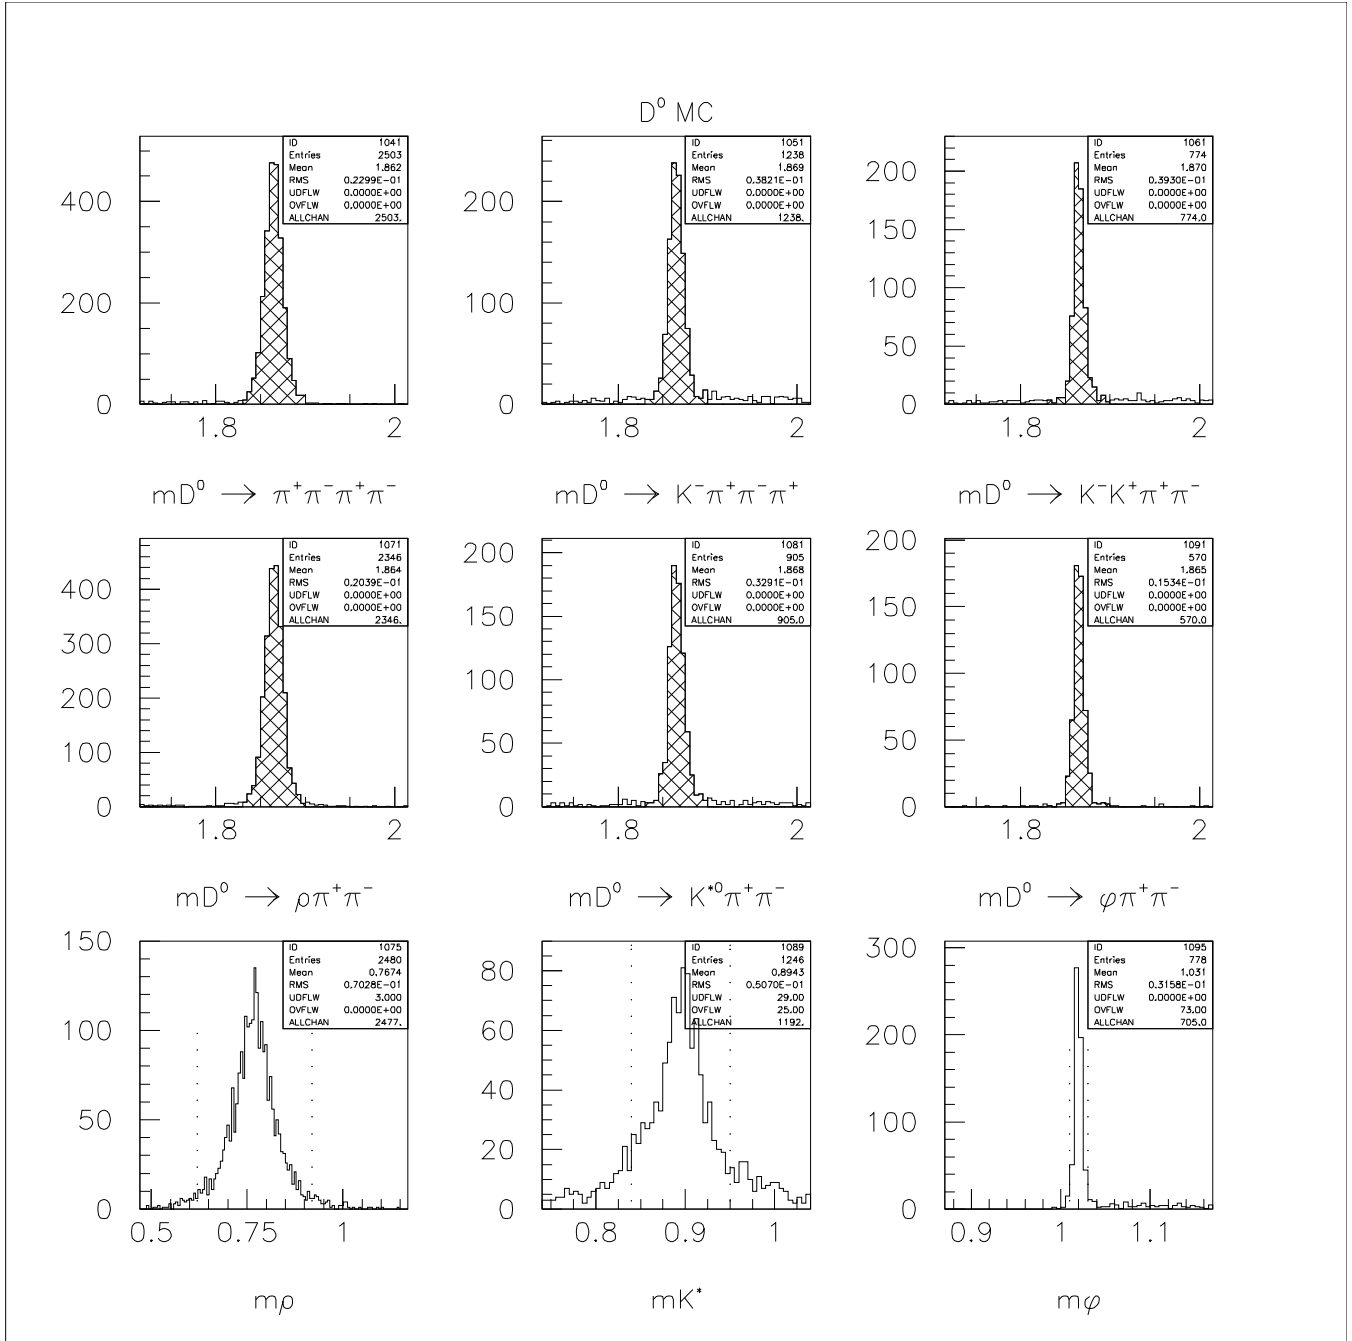 D⁰ MC
ID 1041
Entries 2503
Mean 1.862
RMS 0.2299E-01
UDFLW 0.0000E+00
OVFLW 0.0000E+00
ALLCHAN 2503.
400
200
0
1.8 2
mD⁰ → π⁺π⁻π⁺π⁻
ID 1051
Entries 1238
Mean 1.869
RMS 0.3821E-01
UDFLW 0.0000E+00
OVFLW 0.0000E+00
ALLCHAN 1238.
200
100
0
1.8 2
mD⁰ → K⁻π⁺π⁻π⁺
ID 1061
Entries 774
Mean 1.870
RMS 0.3930E-01
UDFLW 0.0000E+00
OVFLW 0.0000E+00
ALLCHAN 774.0
200
150
100
50
0
1.8 2
mD⁰ → K⁻K⁺π⁺π⁻
ID 1071
Entries 2346
Mean 1.864
RMS 0.2039E-01
UDFLW 0.0000E+00
OVFLW 0.0000E+00
ALLCHAN 2346.
400
300
200
100
0
1.8 2
mD⁰ → ρπ⁺π⁻
ID 1081
Entries 905
Mean 1.868
RMS 0.3291E-01
UDFLW 0.0000E+00
OVFLW 0.0000E+00
ALLCHAN 905.0
200
150
100
50
0
1.8 2
mD⁰ → K*⁰π⁺π⁻
ID 1091
Entries 570
Mean 1.865
RMS 0.1534E-01
UDFLW 0.0000E+00
OVFLW 0.0000E+00
ALLCHAN 570.0
200
150
100
50
0
1.8 2
mD⁰ → φπ⁺π⁻
ID 1075
Entries 2480
Mean 0.7674
RMS 0.7028E-01
UDFLW 3.000
OVFLW 0.0000E+00
ALLCHAN 2477.
150
100
50
0
0.5 0.75 1
mρ
ID 1089
Entries 1246
Mean 0.8943
RMS 0.5070E-01
UDFLW 29.00
OVFLW 25.00
ALLCHAN 1192.
80
60
40
20
0
0.8 0.9 1
mK*
ID 1095
Entries 778
Mean 1.031
RMS 0.3158E-01
UDFLW 0.0000E+00
OVFLW 73.00
ALLCHAN 705.0
300
200
100
0
0.9 1 1.1
mφ